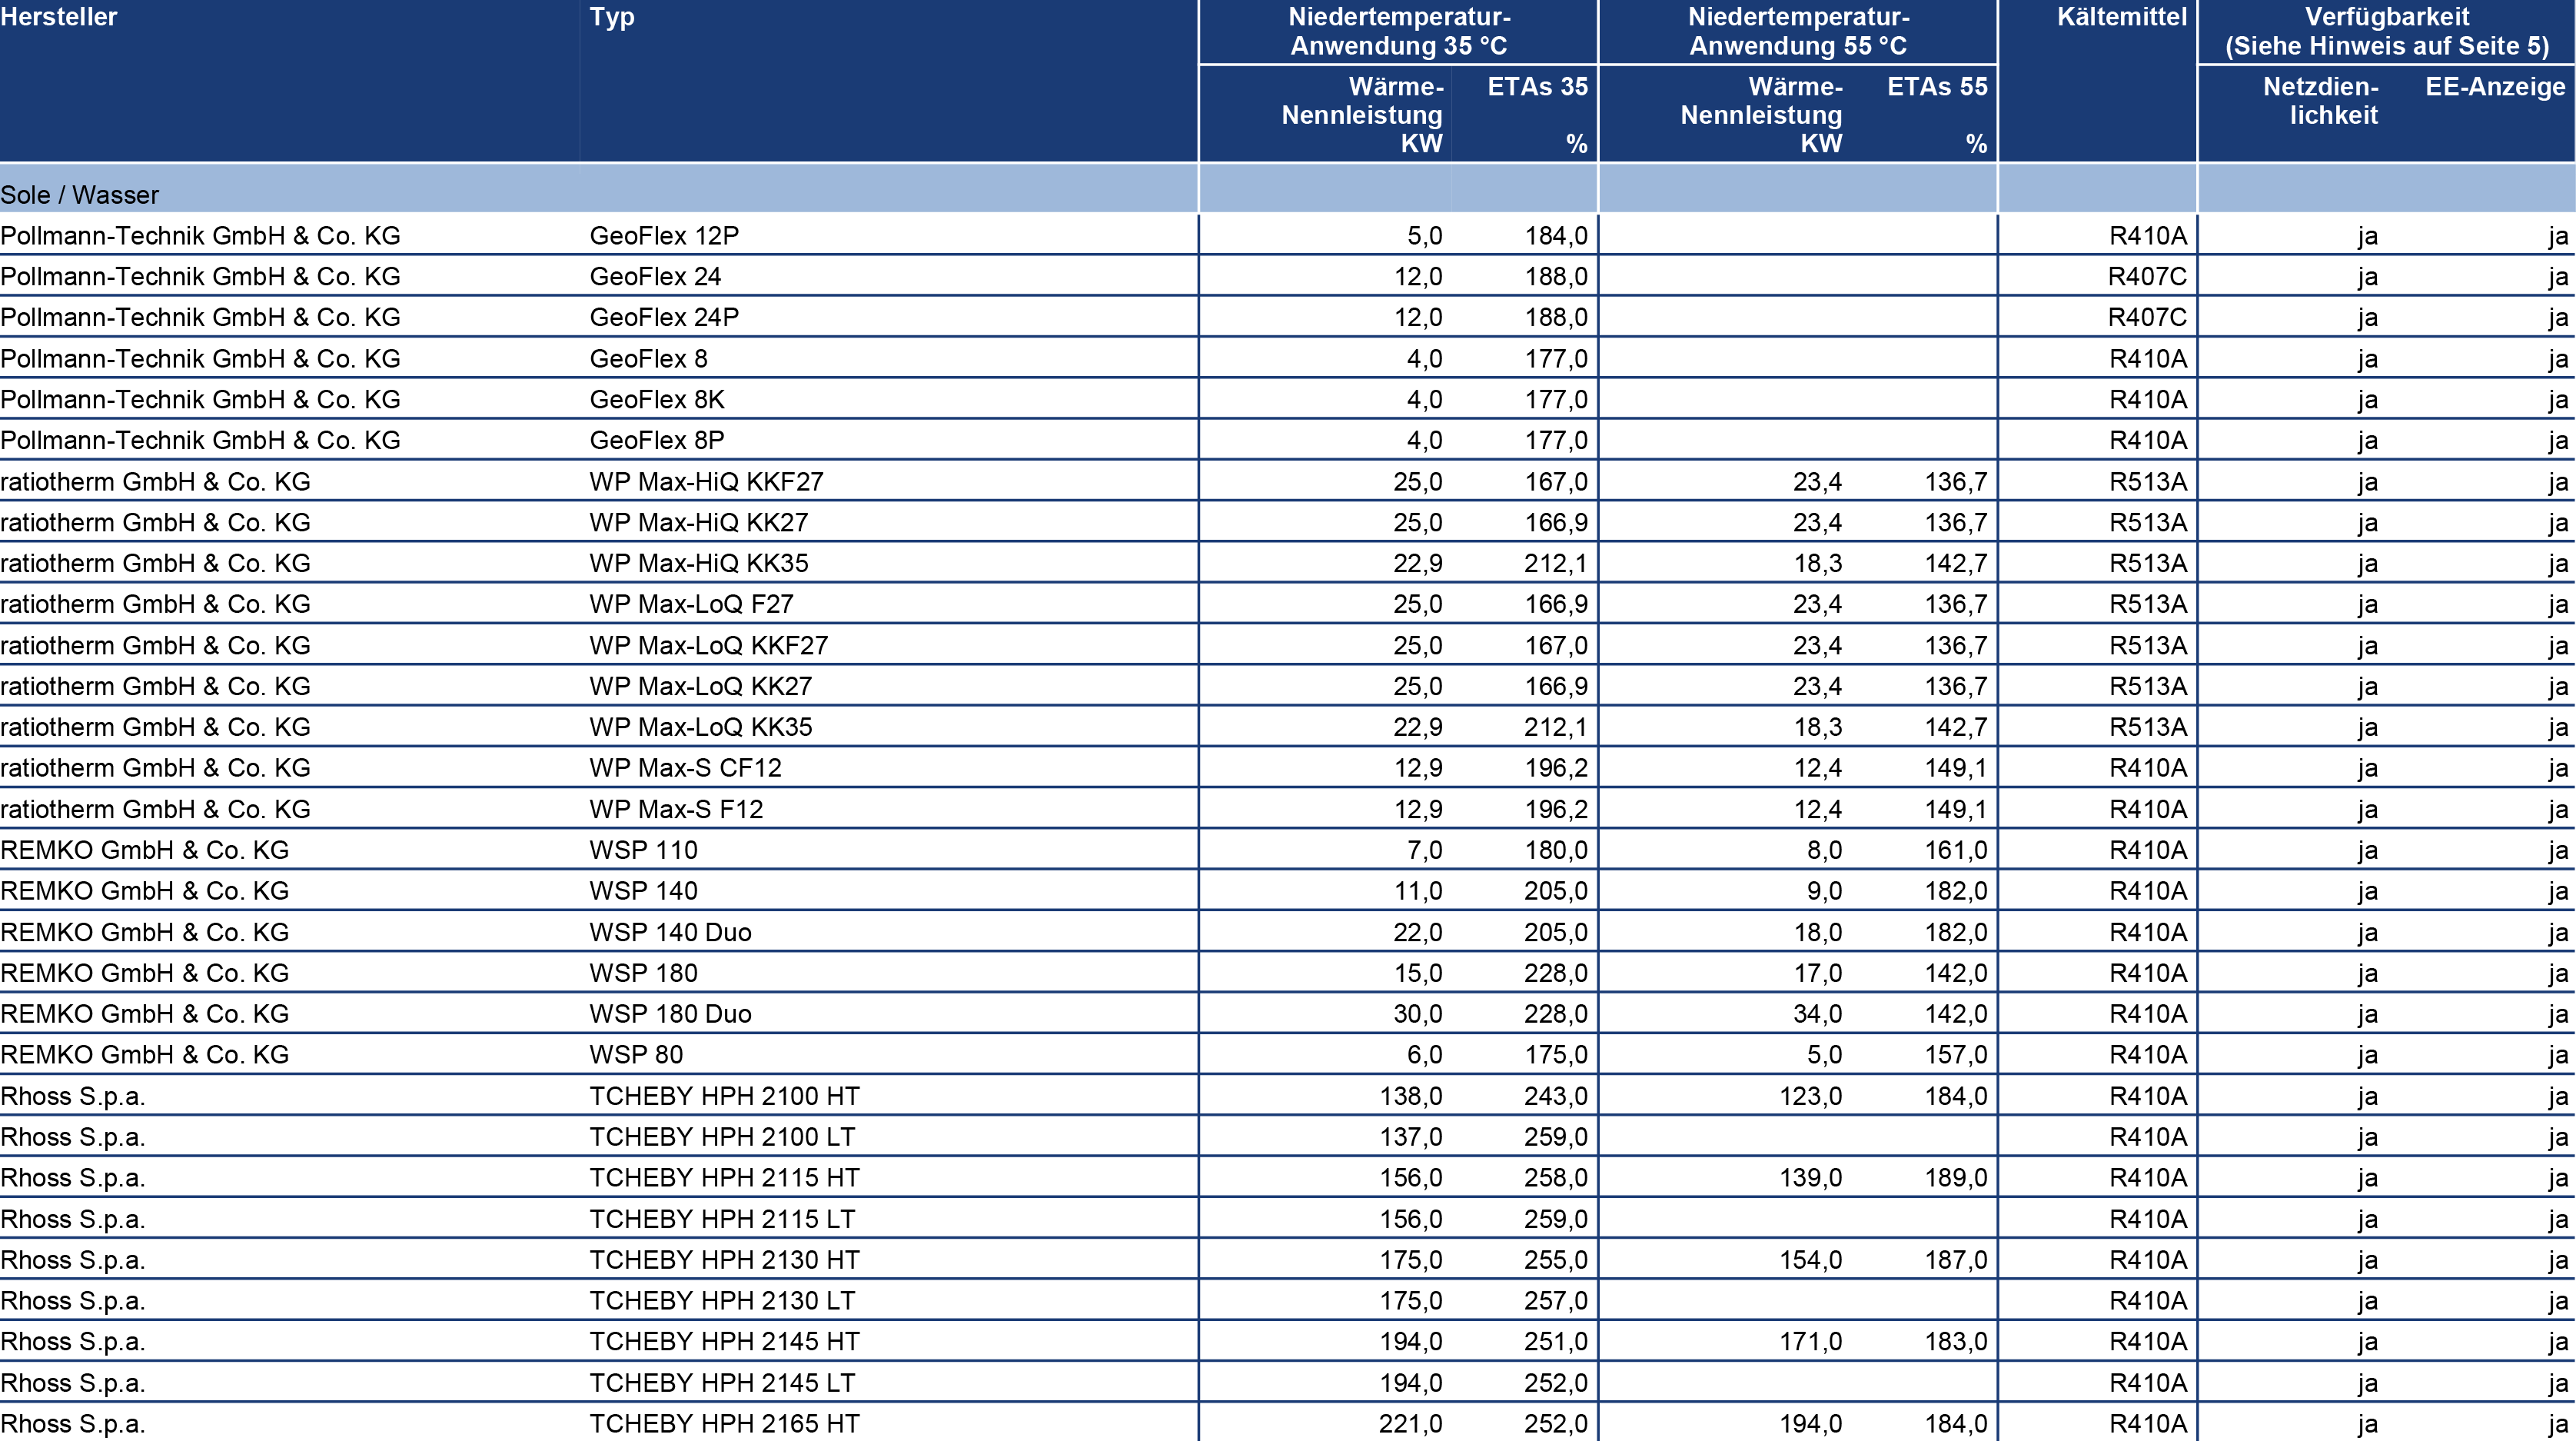 Hersteller Typ Niedertemperatur- Niedertemperatur- Kältemittel Verfügbarkeit
Anwendung 35 °C Anwendung 55 °C (Siehe Hinweis auf Seite 5)
Wärme- ETAs 35 Wärme- ETAs 55 Netzdien- EE-Anzeige
Nennleistung Nennleistung lichkeit
KW % KW %
Sole / Wasser
Pollmann-Technik GmbH & Co. KG GeoFlex 12P 5,0 184,0 R410A ja ja
Pollmann-Technik GmbH & Co. KG GeoFlex 24 12,0 188,0 R407C ja ja
Pollmann-Technik GmbH & Co. KG GeoFlex 24P 12,0 188,0 R407C ja ja
Pollmann-Technik GmbH & Co. KG GeoFlex 8 4,0 177,0 R410A ja ja
Pollmann-Technik GmbH & Co. KG GeoFlex 8K 4,0 177,0 R410A ja ja
Pollmann-Technik GmbH & Co. KG GeoFlex 8P 4,0 177,0 R410A ja ja
ratiotherm GmbH & Co. KG WP Max-HiQ KKF27 25,0 167,0 23,4 136,7 R513A ja ja
ratiotherm GmbH & Co. KG WP Max-HiQ KK27 25,0 166,9 23,4 136,7 R513A ja ja
ratiotherm GmbH & Co. KG WP Max-HiQ KK35 22,9 212,1 18,3 142,7 R513A ja ja
ratiotherm GmbH & Co. KG WP Max-LoQ F27 25,0 166,9 23,4 136,7 R513A ja ja
ratiotherm GmbH & Co. KG WP Max-LoQ KKF27 25,0 167,0 23,4 136,7 R513A ja ja
ratiotherm GmbH & Co. KG WP Max-LoQ KK27 25,0 166,9 23,4 136,7 R513A ja ja
ratiotherm GmbH & Co. KG WP Max-LoQ KK35 22,9 212,1 18,3 142,7 R513A ja ja
ratiotherm GmbH & Co. KG WP Max-S CF12 12,9 196,2 12,4 149,1 R410A ja ja
ratiotherm GmbH & Co. KG WP Max-S F12 12,9 196,2 12,4 149,1 R410A ja ja
REMKO GmbH & Co. KG WSP 110 7,0 180,0 8,0 161,0 R410A ja ja
REMKO GmbH & Co. KG WSP 140 11,0 205,0 9,0 182,0 R410A ja ja
REMKO GmbH & Co. KG WSP 140 Duo 22,0 205,0 18,0 182,0 R410A ja ja
REMKO GmbH & Co. KG WSP 180 15,0 228,0 17,0 142,0 R410A ja ja
REMKO GmbH & Co. KG WSP 180 Duo 30,0 228,0 34,0 142,0 R410A ja ja
REMKO GmbH & Co. KG WSP 80 6,0 175,0 5,0 157,0 R410A ja ja
Rhoss S.p.a. TCHEBY HPH 2100 HT 138,0 243,0 123,0 184,0 R410A ja ja
Rhoss S.p.a. TCHEBY HPH 2100 LT 137,0 259,0 R410A ja ja
Rhoss S.p.a. TCHEBY HPH 2115 HT 156,0 258,0 139,0 189,0 R410A ja ja
Rhoss S.p.a. TCHEBY HPH 2115 LT 156,0 259,0 R410A ja ja
Rhoss S.p.a. TCHEBY HPH 2130 HT 175,0 255,0 154,0 187,0 R410A ja ja
Rhoss S.p.a. TCHEBY HPH 2130 LT 175,0 257,0 R410A ja ja
Rhoss S.p.a. TCHEBY HPH 2145 HT 194,0 251,0 171,0 183,0 R410A ja ja
Rhoss S.p.a. TCHEBY HPH 2145 LT 194,0 252,0 R410A ja ja
Rhoss S.p.a. TCHEBY HPH 2165 HT 221,0 252,0 194,0 184,0 R410A ja ja